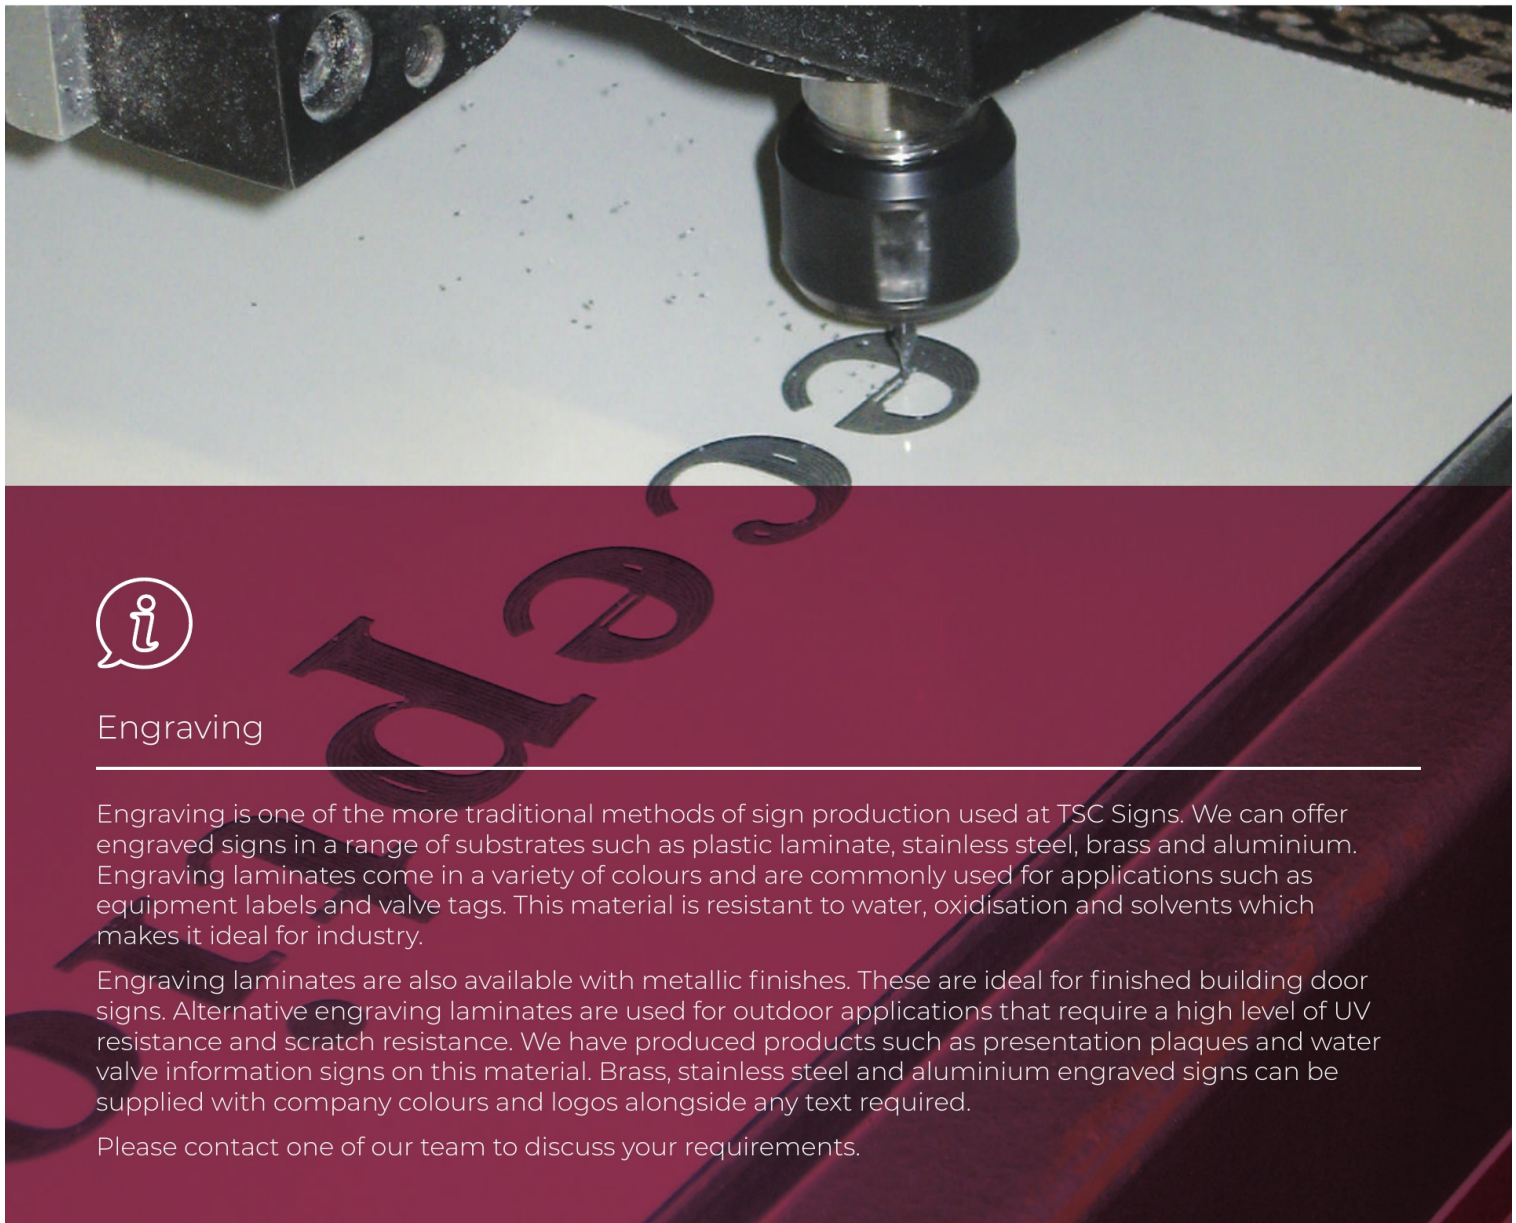 Engraving
Engraving is one of the more traditional methods of sign production used at TSC Signs. We can offer
engraved signs in a range of substrates such as plastic laminate, stainless steel, brass and aluminium.
Engraving laminates come in a variety of colours and are commonly used for applications such as
equipment labels and valve tags. This material is resistant to water, oxidisation and solvents which
makes it ideal for industry.
Engraving laminates are also available with metallic finishes. These are ideal for finished building door
signs. Alternative engraving laminates are used for outdoor applications that require a high level of UV
resistance and scratch resistance. We have produced products such as presentation plaques and water
valve information signs on this material. Brass, stainless steel and aluminium engraved signs can be
supplied with company colours and logos alongside any text required.
Please contact one of our team to discuss your requirements.